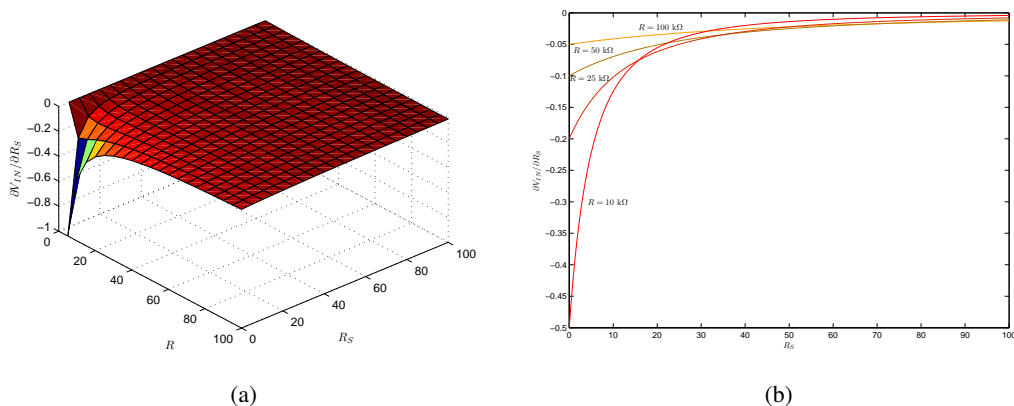 0
−0.2
−0.4
−0.6
−0.8
−1
∂V_IN/∂R_S
0
20
40
60
80
100
R
0
20
40
60
80
100
R_S
(a)
0
−0.05
−0.1
−0.15
−0.2
−0.25
−0.3
−0.35
−0.4
−0.45
−0.5
∂V_IN/∂R_S
R = 100 kΩ
R = 50 kΩ
R = 25 kΩ
R = 10 kΩ
0 10 20 30 40 50 60 70 80 90 100
R_S
(b)